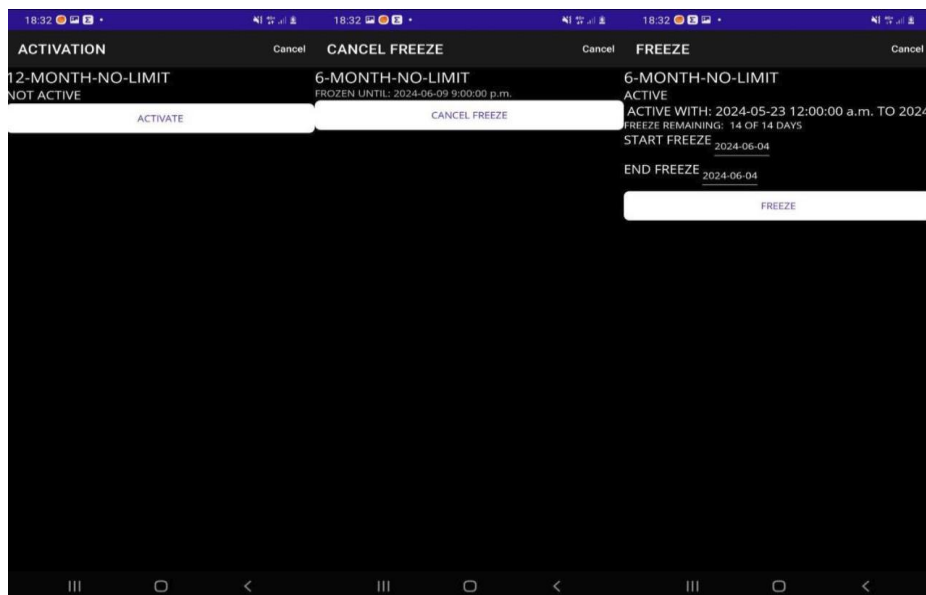 18:32
ACTIVATION Cancel
12-MONTH-NO-LIMIT
NOT ACTIVE
ACTIVATE
18:32
CANCEL FREEZE Cancel
6-MONTH-NO-LIMIT
FROZEN UNTIL: 2024-06-09 9:00:00 p.m.
CANCEL FREEZE
18:32
FREEZE Cancel
6-MONTH-NO-LIMIT
ACTIVE
ACTIVE WITH: 2024-05-23 12:00:00 a.m. TO 2024
FREEZE REMAINING: 14 OF 14 DAYS
START FREEZE 2024-06-04
END FREEZE 2024-06-04
FREEZE